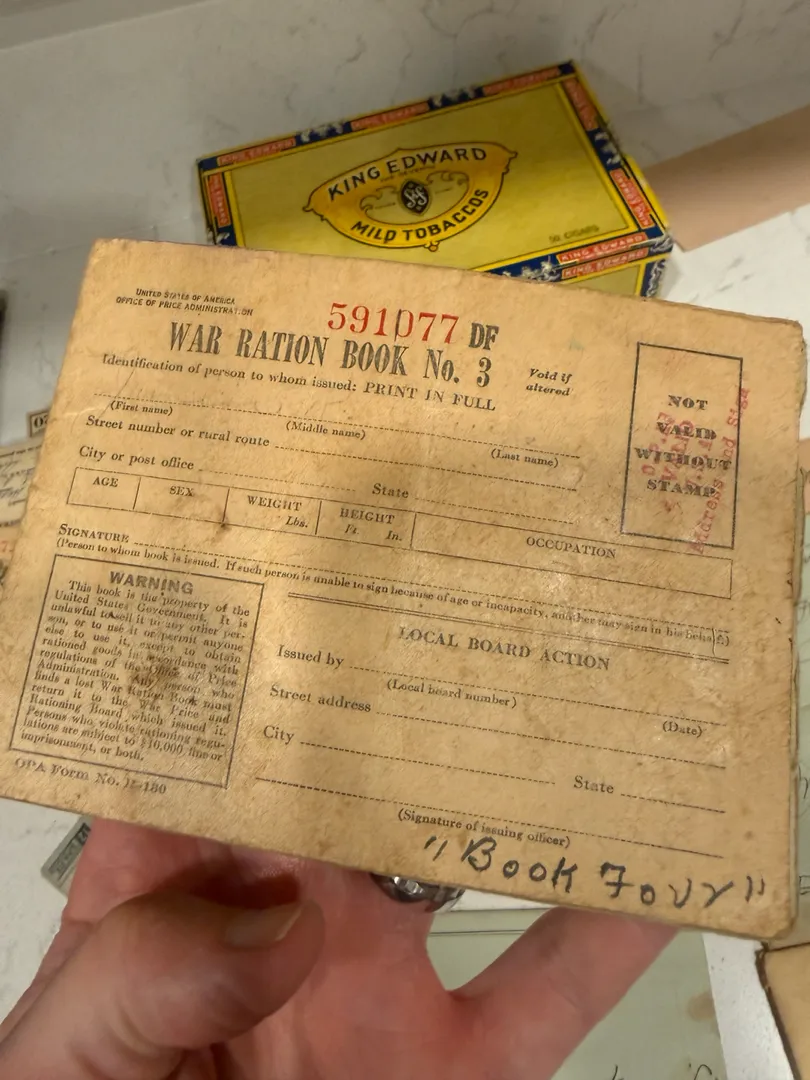 KING EDWARD
MILD TOBACCOS
50 CIGARS
KING EDWARD
KING EDWARD
UNITED STATES OF AMERICA
OFFICE OF PRICE ADMINISTRATION
591077 DF
WAR RATION BOOK No. 3
Void if
altered
Identification of person to whom issued: PRINT IN FULL
(First name) (Middle name) (Last name)
Street number or rural route
City or post office State
AGE SEX WEIGHT Lbs. HEIGHT Ft. In. OCCUPATION
SIGNATURE
(Person to whom book is issued. If such person is unable to sign because of age or incapacity, another may sign in his behalf)
NOT
VALID
WITHOUT
STAMP
Address and
WARNING
This book is the property of the
United States Government. It is
unlawful to sell it to any other per-
son, or to use it or permit anyone
else to use it, except to obtain
rationed goods in accordance with
regulations of the Office of Price
Administration. Any person who
finds a lost War Ration Book must
return it to the War Price and
Rationing Board which issued it.
Persons who violate rationing regu-
lations are subject to $10,000 fine or
imprisonment, or both.
OPA Form No. R-130
LOCAL BOARD ACTION
Issued by
(Local board number) (Date)
Street address
City State
(Signature of issuing officer)
"Book Four"